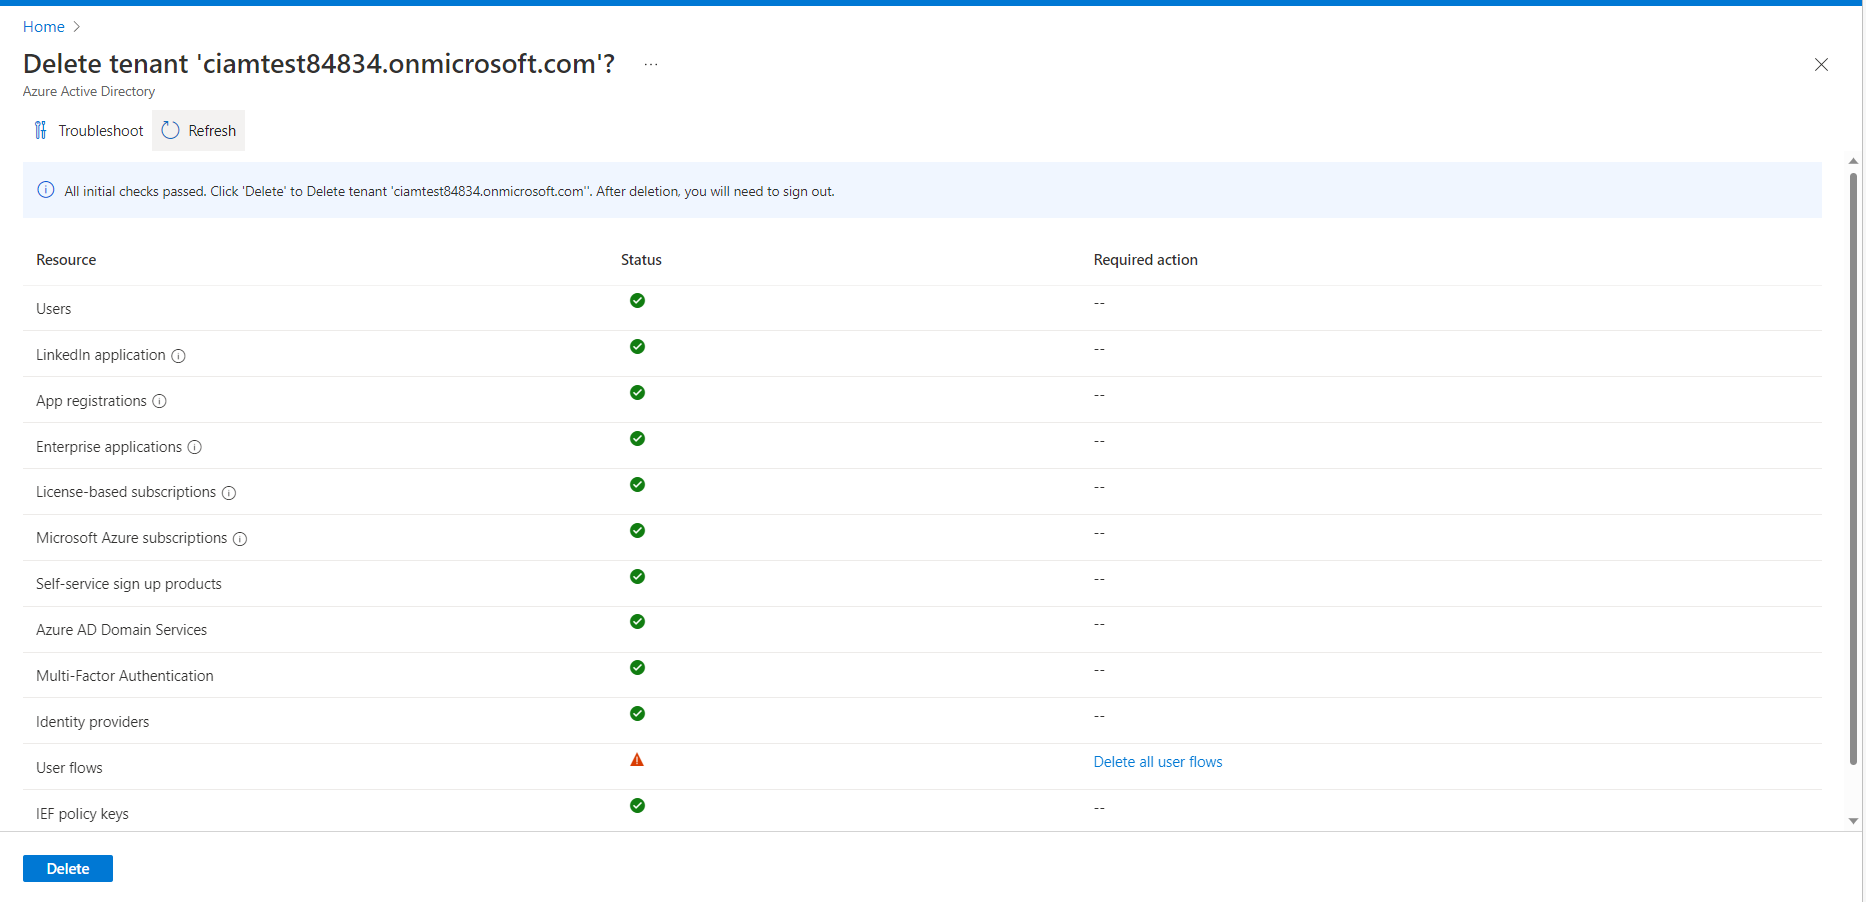 Home
Delete tenant 'ciamtest84834.onmicrosoft.com'? ...
Azure Active Directory
Troubleshoot Refresh
All initial checks passed. Click 'Delete' to Delete tenant 'ciamtest84834.onmicrosoft.com''. After deletion, you will need to sign out.
Resource Status Required action
Users --
LinkedIn application --
App registrations --
Enterprise applications --
License-based subscriptions --
Microsoft Azure subscriptions --
Self-service sign up products --
Azure AD Domain Services --
Multi-Factor Authentication --
Identity providers --
User flows Delete all user flows
IEF policy keys --
Delete